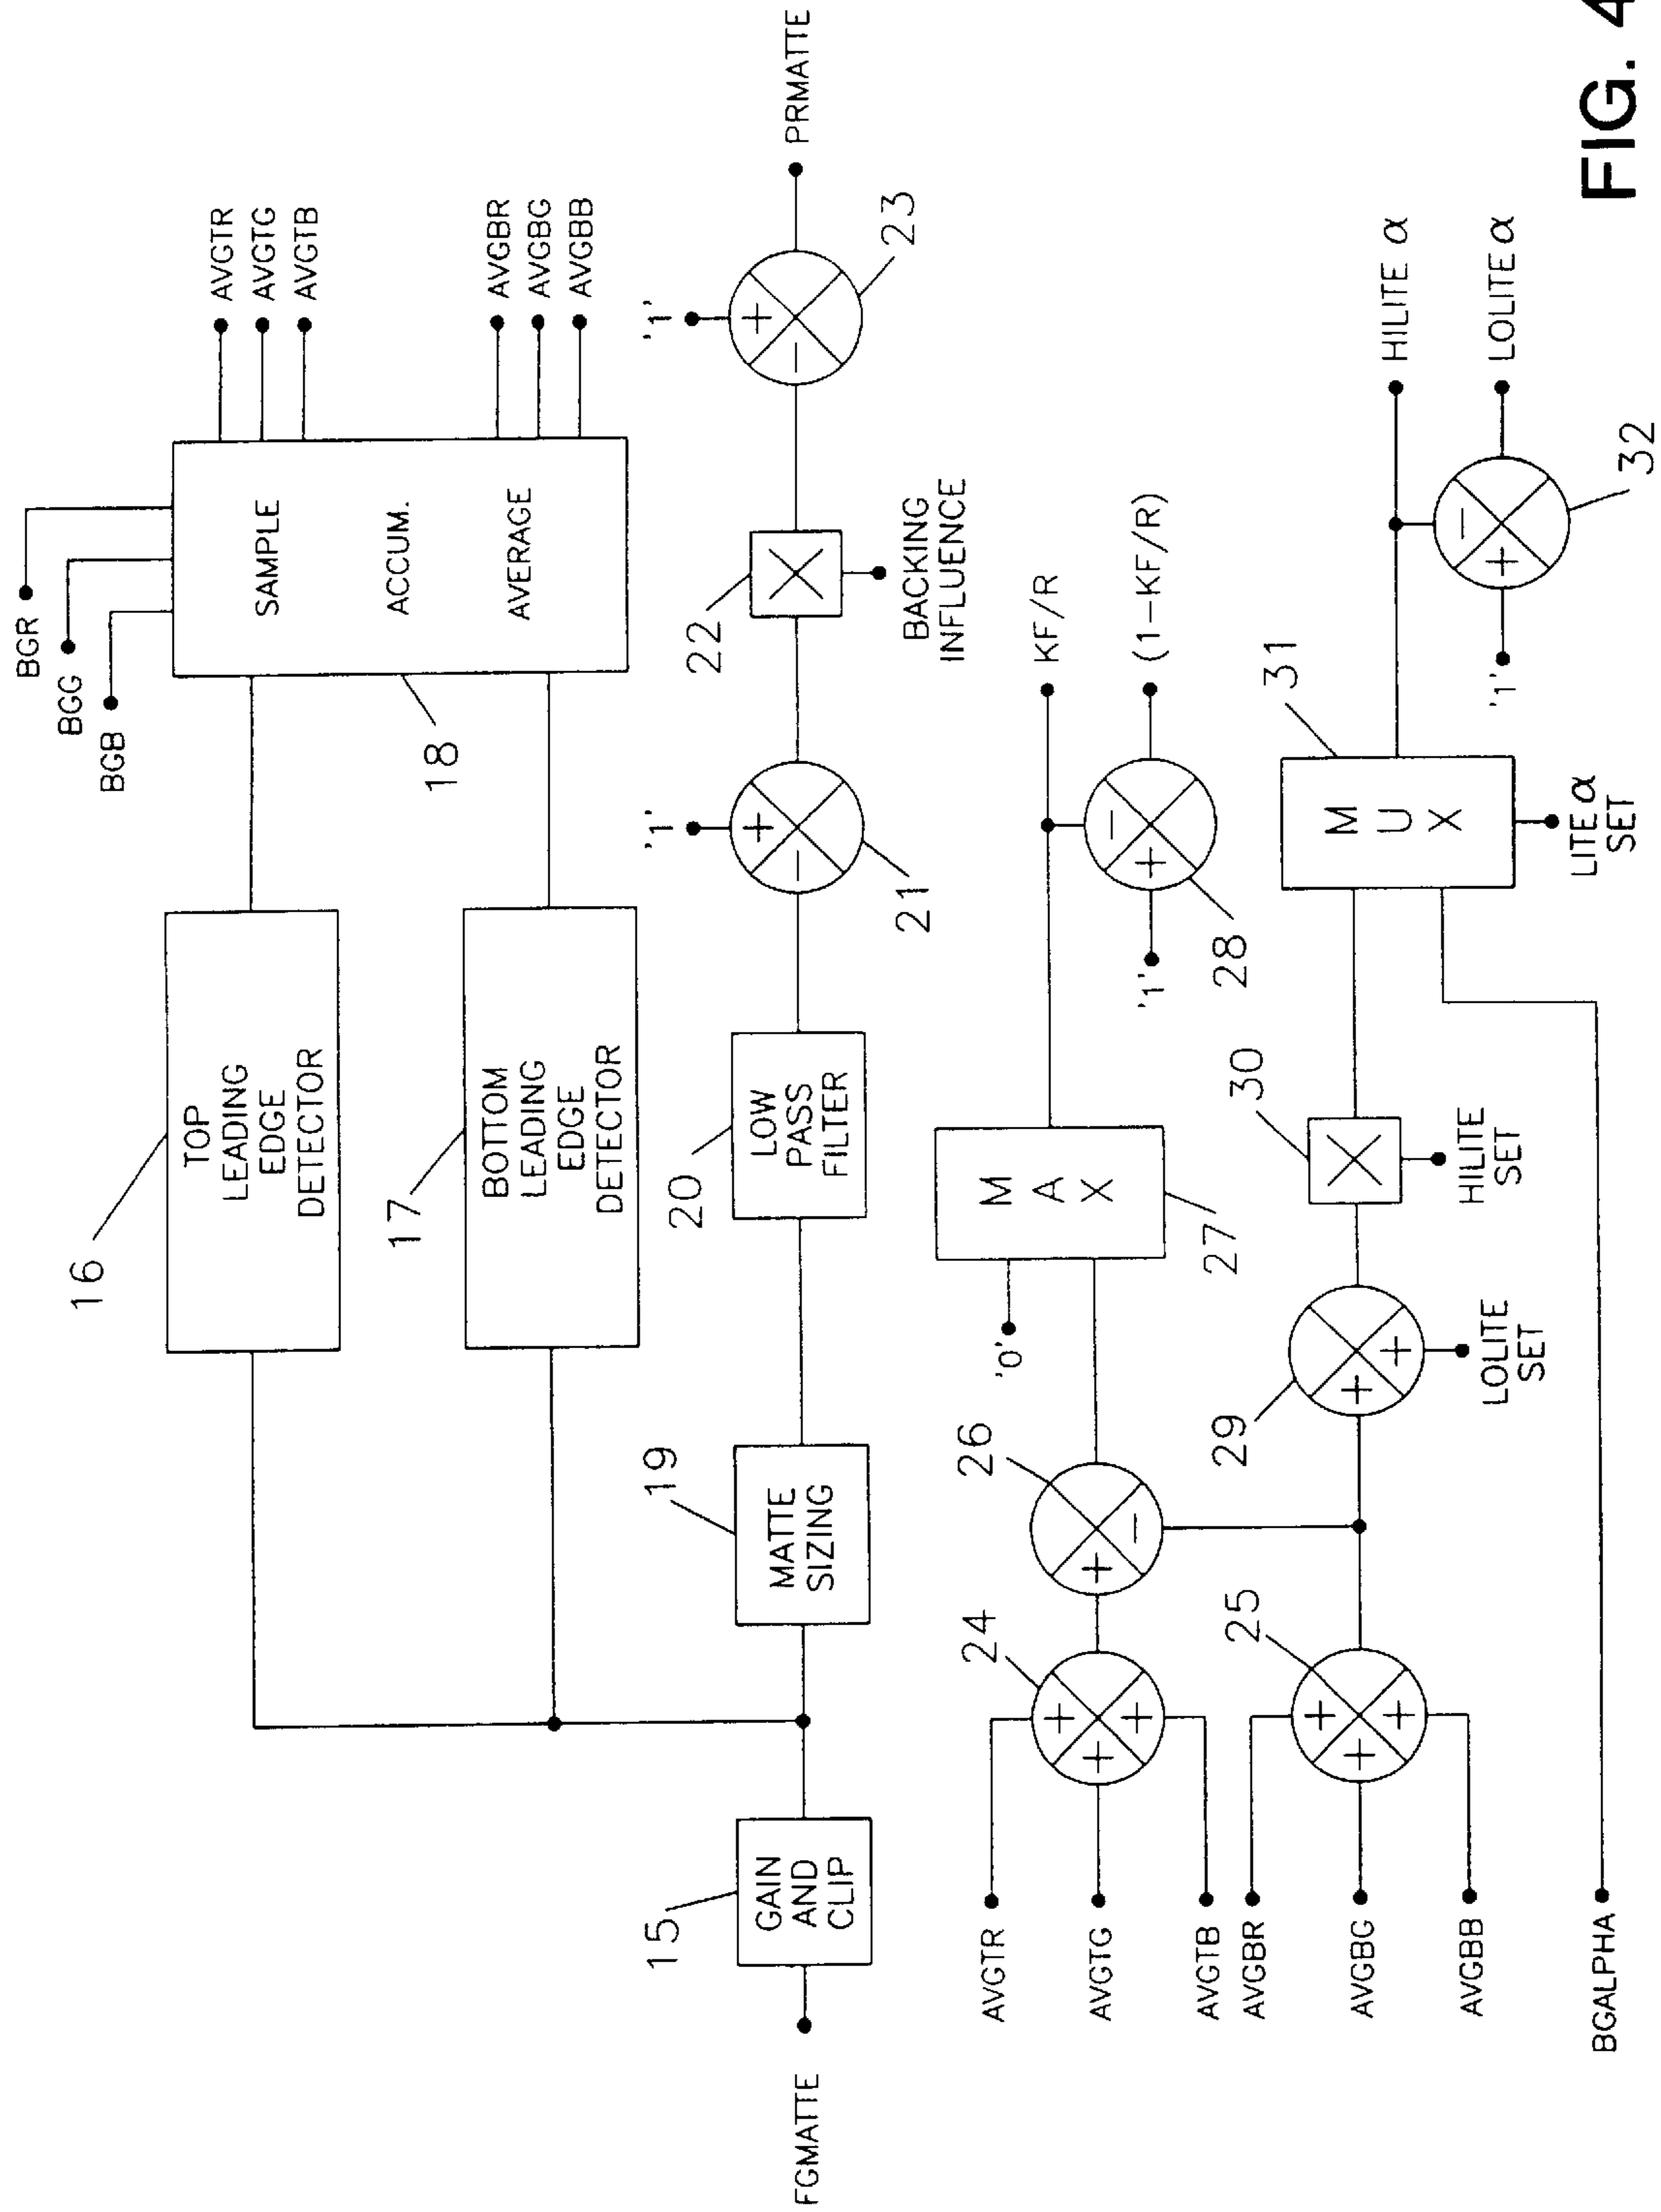 BGR
BGG
BGB
16
TOP
LEADING
EDGE
DETECTOR
17
BOTTOM
LEADING
EDGE
DETECTOR
18
SAMPLE
ACCUM.
AVERAGE
AVGTR
AVGTG
AVGTB
AVGBR
AVGBG
AVGBB
FGMATTE
15
GAIN
AND
CLIP
19
MATTE
SIZING
20
LOW
PASS
FILTER
'1'
+
−
21
22
X
BACKING
INFLUENCE
'1'
+
−
23
PRMATTE
AVGTR
AVGTG
AVGTB
24
+
+
+
26
+
−
'0'
M
A
X
27
KF/R
'1'
−
+
28
(1−KF/R)
AVGBR
AVGBG
AVGBB
25
+
+
+
29
+
+
LOLITE
SET
30
X
HILITE
SET
31
M
U
X
LITE α
SET
HILITE α
'1'
−
+
32
LOLITE α
BGALPHA
FIG. 4